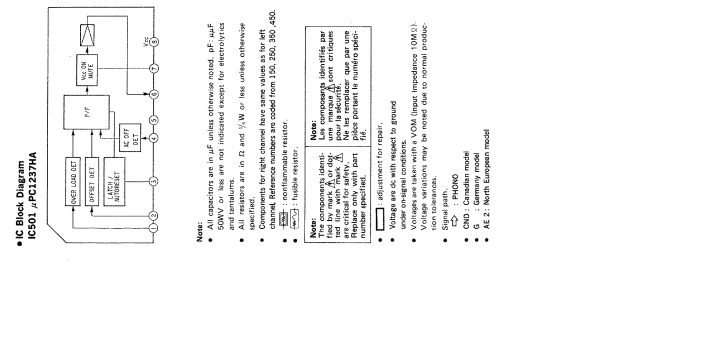 • IC Block Diagram
IC501 μPC1237HA
OVER LOAD DET
OFFSET DET
LATCH /
AUTORESET
F/F
AC OFF
DET
Vcc ON
MUTE
Vcc
1 2 3 4 5 6 7 8
Note:
• All capacitors are in μF unless otherwise noted. pF: μμF
50WV or less are not indicated except for electrolytics
and tantalums.
• All resistors are in Ω and ¼W or less unless otherwise
specified.
• Components for right channel have same values as for left
channel. Reference numbers are coded from 150, 250, 350 ,450.
• : nonflammable resistor.
• : fusible resistor.
Note:
The components identi-
fied by mark ⚠ or dot-
ted line with mark ⚠
are critical for safety.
Replace only with part
number specified.
Note:
Les composants identifiés par
une marque ⚠ sont critiques
pour la sécurité.
Ne les remplacer que par une
pièce portant le numéro spéci-
fié.
• : adjustment for repair.
• Voltage are dc with respect to ground
under on-signal conditions.
• Voltages are taken with a VOM (Input Impedance 10MΩ).
Voltage variations may be noted due to normal produc-
tion tolerances.
• Signal path.
: PHONO
• CND : Canadian model
• G : Germany model
• AE 2 : North European model